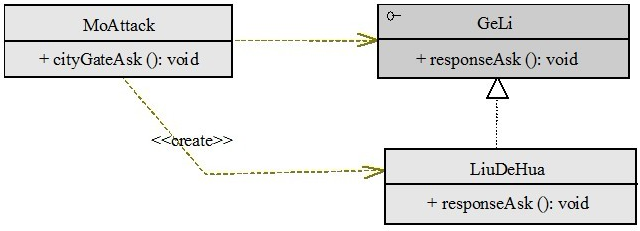 MoAttack
+ cityGateAsk (): void
GeLi
+ responseAsk (): void
<<create>>
LiuDeHua
+ responseAsk (): void